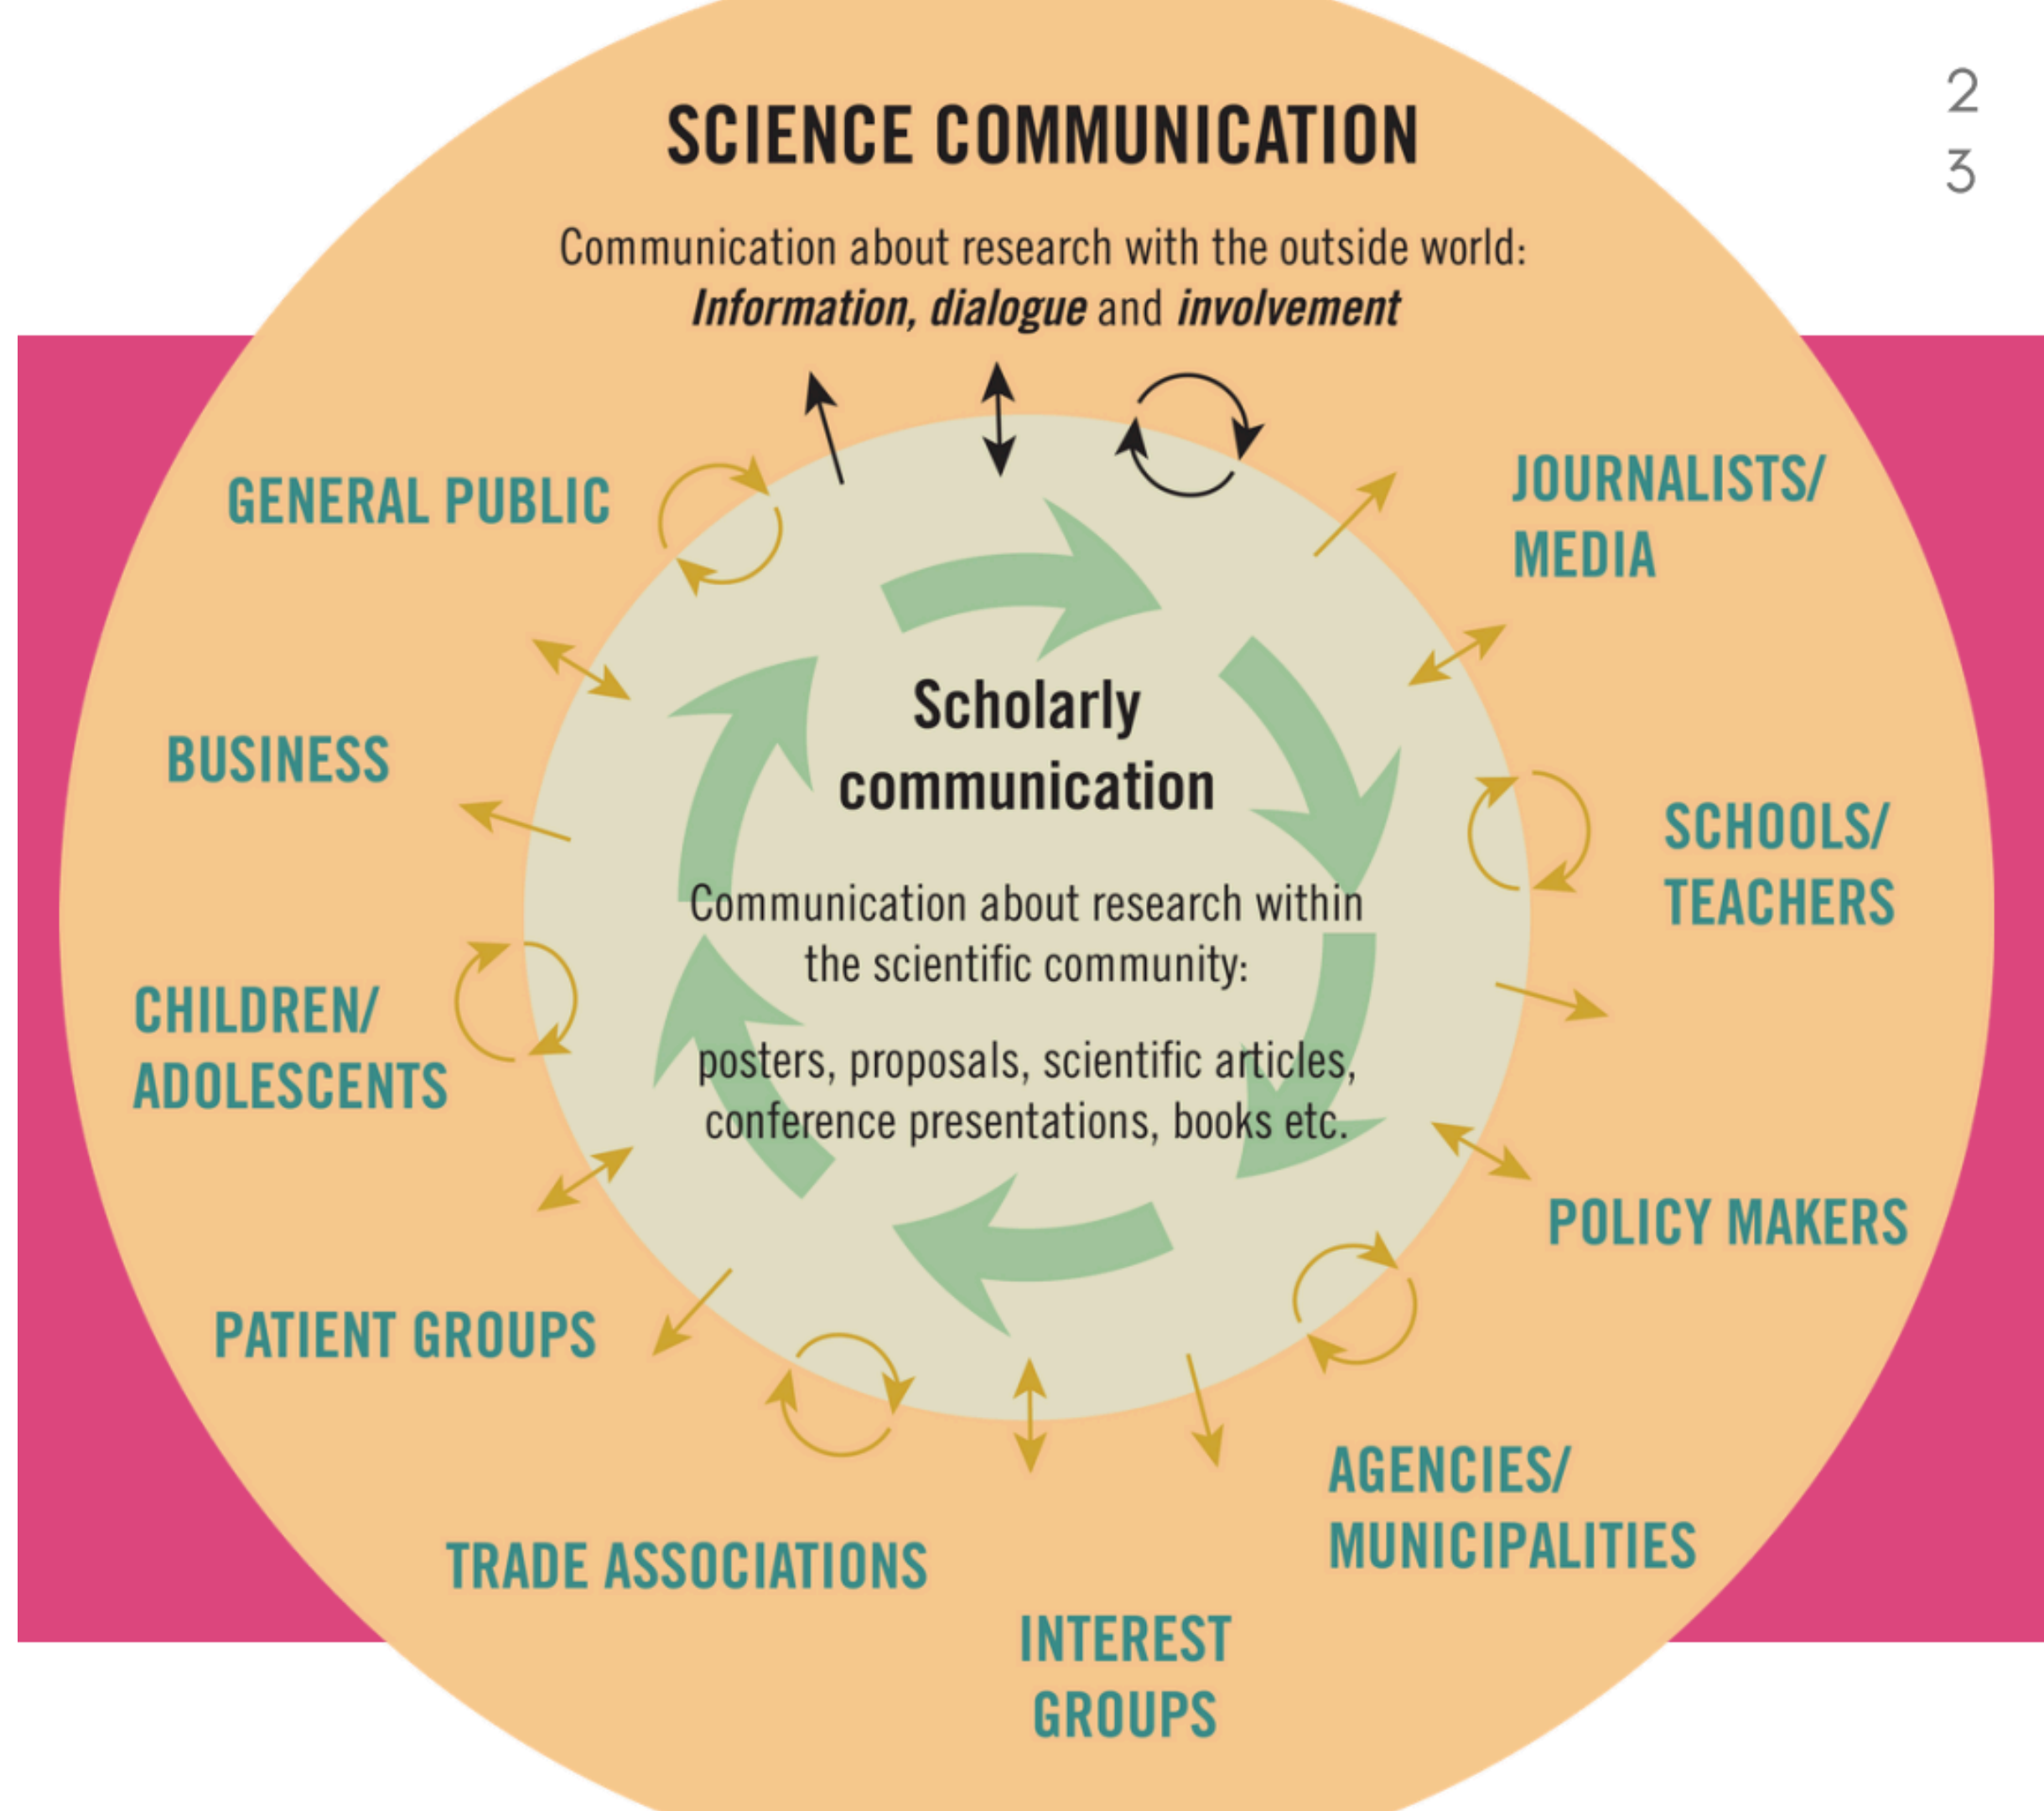 2
3
SCIENCE COMMUNICATION
Communication about research with the outside world:
Information, dialogue and involvement
GENERAL PUBLIC
JOURNALISTS/
MEDIA
BUSINESS
SCHOOLS/
TEACHERS
Scholarly
communication
Communication about research within
the scientific community:
posters, proposals, scientific articles,
conference presentations, books etc.
CHILDREN/
ADOLESCENTS
POLICY MAKERS
PATIENT GROUPS
AGENCIES/
MUNICIPALITIES
TRADE ASSOCIATIONS
INTEREST
GROUPS